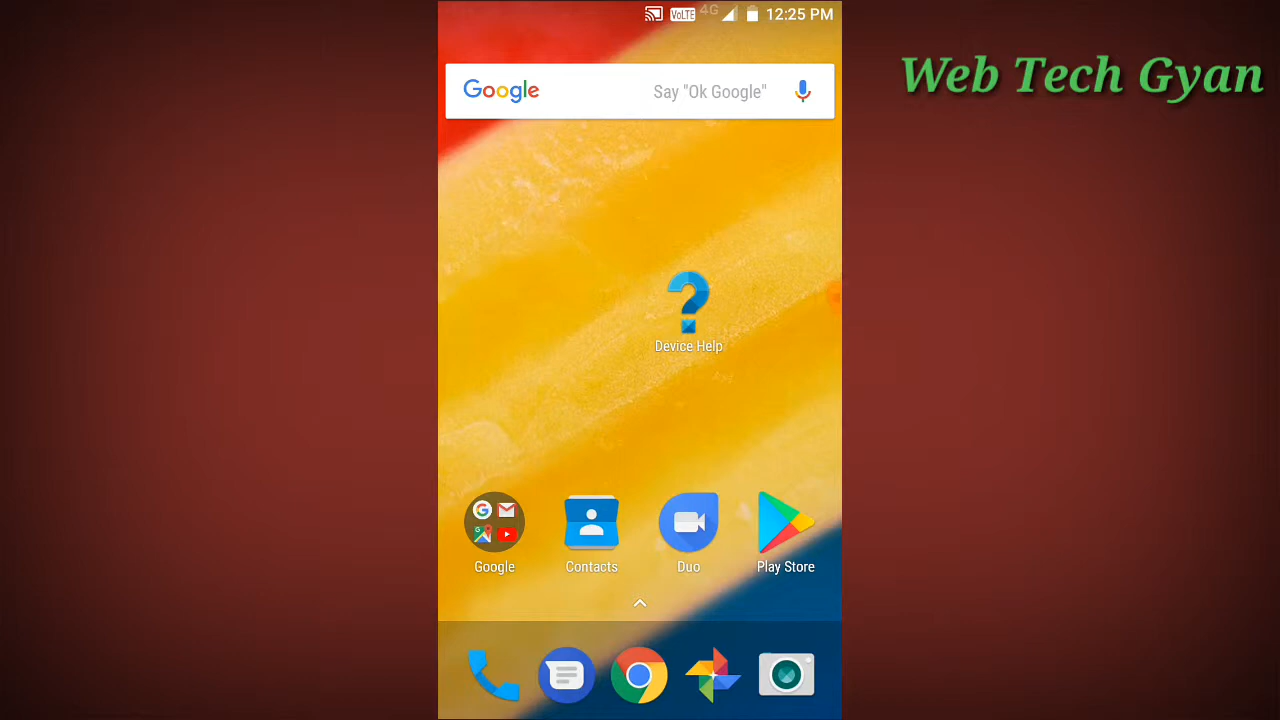 VoLTE 4G 12:25 PM
Web Tech Gyan
Google Say "Ok Google"
Device Help
Google Contacts Duo Play Store